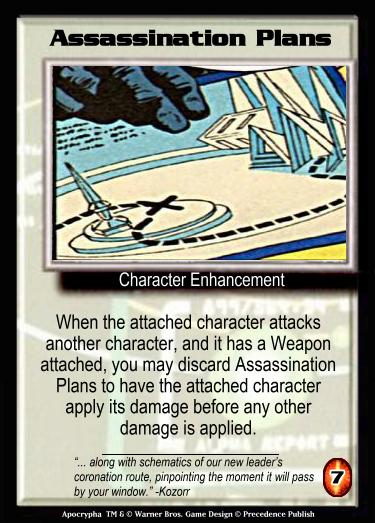 Assassination Plans
Character Enhancement
When the attached character attacks
another character, and it has a Weapon
attached, you may discard Assassination
Plans to have the attached character
apply its damage before any other
damage is applied.
“... along with schematics of our new leader’s
coronation route, pinpointing the moment it will pass
by your window.” -Kozorr
7
Apocrypha TM & © Warner Bros. Game Design © Precedence Publish